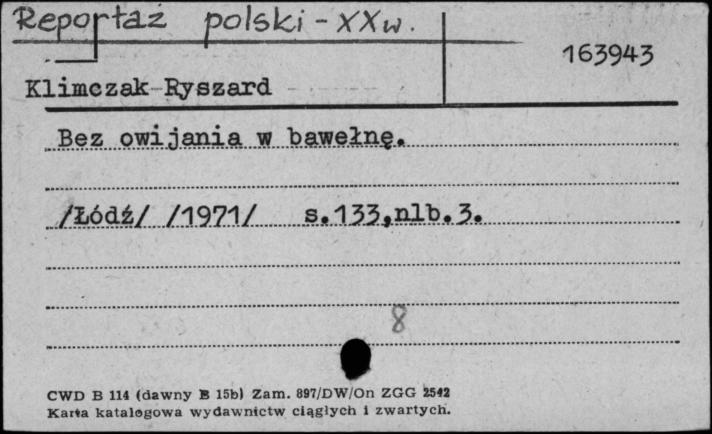 Reportaż polski - XX w.
163943
Klimczak Ryszard
Bez owijania w bawełnę.
/Łódź/ /1971/ s.133,nlb.3.
8
CWD B 114 (dawny B 15b) Zam. 897/DW/On ZGG 2542
Karta katalogowa wydawnictw ciągłych i zwartych.